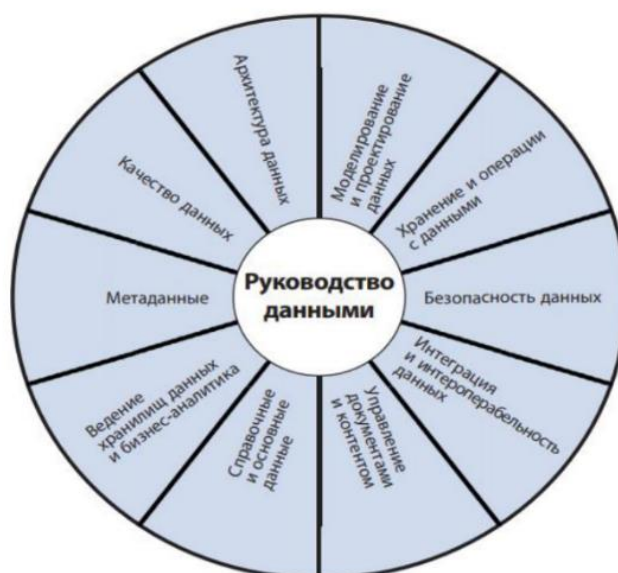 Архитектура данных
Моделирование
и проектирование
данных
Хранение и операции
с данными
Безопасность данных
Интеграция
и интероперабельность
данных
Управление
документами
и контентом
Справочные
и основные
данные
Ведение
хранилищ данных
и бизнес-аналитика
Метаданные
Качество данных
Руководство
данными